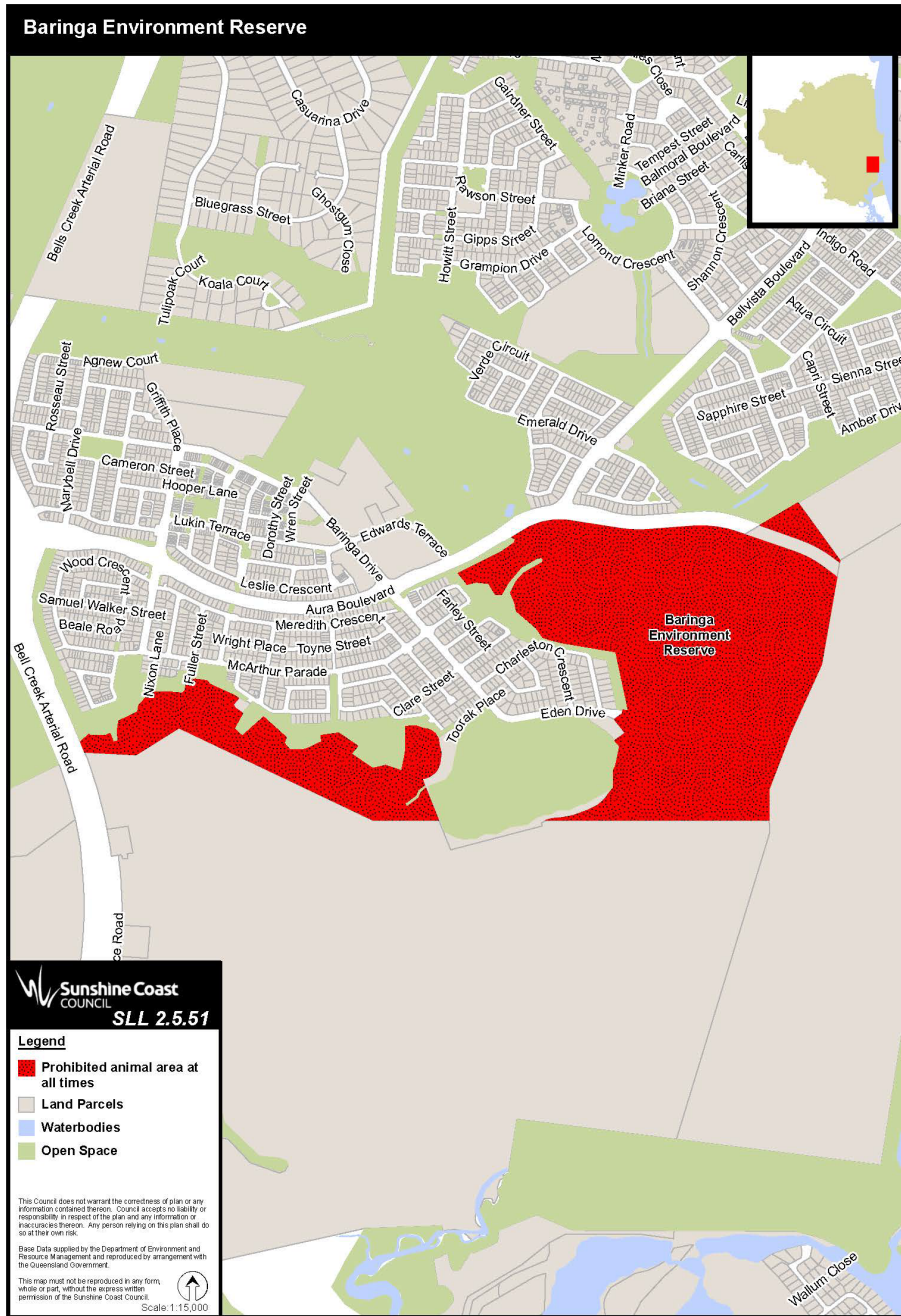 Baringa Environment Reserve
Casuarina Drive
Gairdner Street
Close
Bells Creek Arterial Road
Minker Road
Tempest Street
Balmoral Boulevard
Briana Street
Rawson Street
Bluegrass Street
Ghostgum Close
Howitt Street
Gipps Street
Grampion Drive
Lomond Crescent
Shannon Crescent
Indigo Road
Bellvista Boulevard
Tulipoak Court
Koala Court
Aqua Circuit
Agnew Court
Verde Circuit
Capri Street
Sienna Stree
Rosseau Street
Griffith Place
Sapphire Street
Emerald Drive
Amber Driv
Marybell Drive
Cameron Street
Hooper Lane
Dorothy Street
Wren Street
Lukin Terrace
Baringa Drive
Edwards Terrace
Wood Crescent
Leslie Crescent
Aura Boulevard
Samuel Walker Street
Meredith Crescen
Farley Street
Beale Road
Baringa
Environment
Reserve
Nixon Lane
Fuller Street
Wright Place
Toyne Street
McArthur Parade
Charleston Crescent
Bell Creek Arterial Road
Clare Street
Toorak Place
Eden Drive
ce Road
Sunshine Coast
COUNCIL
SLL 2.5.51
Legend
Prohibited animal area at
all times
Land Parcels
Waterbodies
Open Space
This Council does not warrant the correctness of plan or any
information contained thereon. Council accepts no liability or
responsibility in respect of the plan and any information or
inaccuracies thereon. Any person relying on this plan shall do
so at their own risk.
Base Data supplied by the Department of Environment and
Resource Management and reproduced by arrangement with
the Queensland Government.
This map must not be reproduced in any form,
whole or part, without the express written
permission of the Sunshine Coast Council.
Scale:1:15,000
Wallum Close